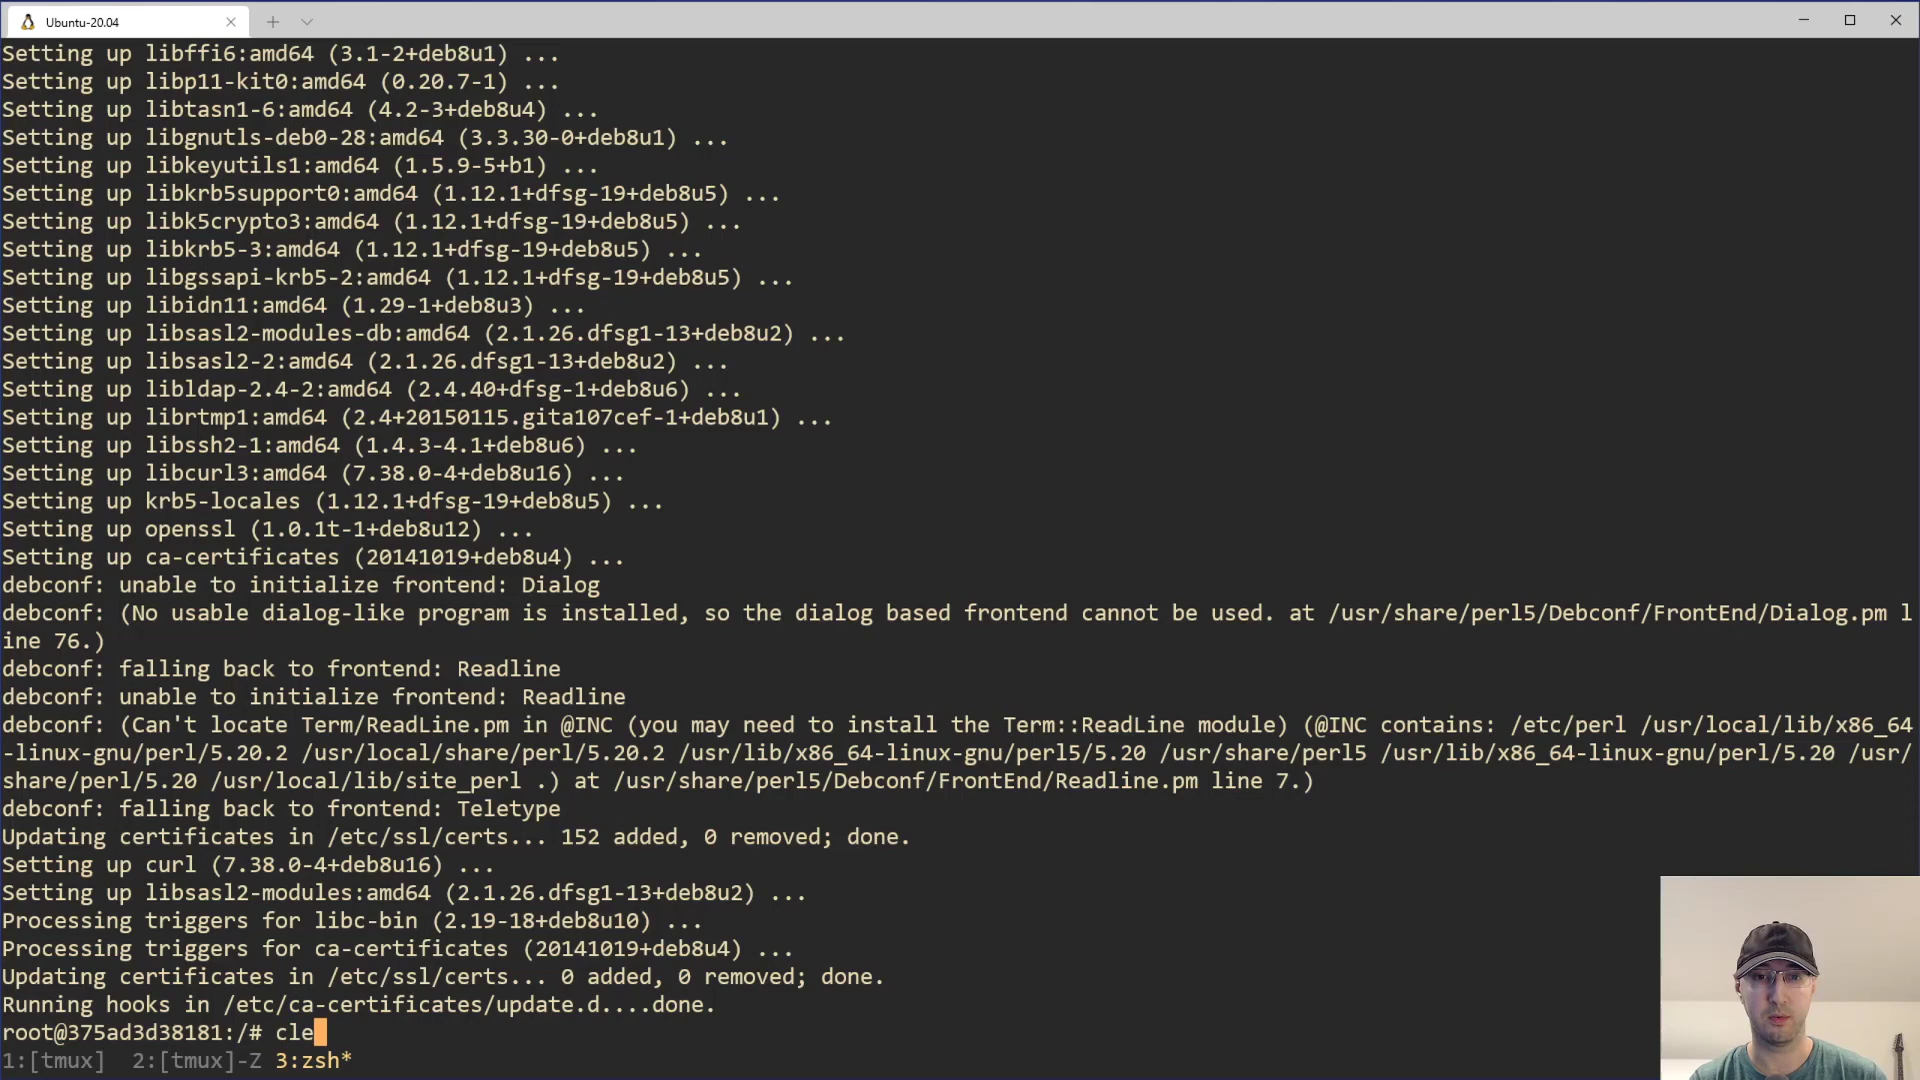 Ubuntu-20.04
Setting up libffi6:amd64 (3.1-2+deb8u1) ...
Setting up libp11-kit0:amd64 (0.20.7-1) ...
Setting up libtasn1-6:amd64 (4.2-3+deb8u4) ...
Setting up libgnutls-deb0-28:amd64 (3.3.30-0+deb8u1) ...
Setting up libkeyutils1:amd64 (1.5.9-5+b1) ...
Setting up libkrb5support0:amd64 (1.12.1+dfsg-19+deb8u5) ...
Setting up libk5crypto3:amd64 (1.12.1+dfsg-19+deb8u5) ...
Setting up libkrb5-3:amd64 (1.12.1+dfsg-19+deb8u5) ...
Setting up libgssapi-krb5-2:amd64 (1.12.1+dfsg-19+deb8u5) ...
Setting up libidn11:amd64 (1.29-1+deb8u3) ...
Setting up libsasl2-modules-db:amd64 (2.1.26.dfsg1-13+deb8u2) ...
Setting up libsasl2-2:amd64 (2.1.26.dfsg1-13+deb8u2) ...
Setting up libldap-2.4-2:amd64 (2.4.40+dfsg-1+deb8u6) ...
Setting up librtmp1:amd64 (2.4+20150115.gita107cef-1+deb8u1) ...
Setting up libssh2-1:amd64 (1.4.3-4.1+deb8u6) ...
Setting up libcurl3:amd64 (7.38.0-4+deb8u16) ...
Setting up krb5-locales (1.12.1+dfsg-19+deb8u5) ...
Setting up openssl (1.0.1t-1+deb8u12) ...
Setting up ca-certificates (20141019+deb8u4) ...
debconf: unable to initialize frontend: Dialog
debconf: (No usable dialog-like program is installed, so the dialog based frontend cannot be used. at /usr/share/perl5/Debconf/FrontEnd/Dialog.pm l
ine 76.)
debconf: falling back to frontend: Readline
debconf: unable to initialize frontend: Readline
debconf: (Can't locate Term/ReadLine.pm in @INC (you may need to install the Term::ReadLine module) (@INC contains: /etc/perl /usr/local/lib/x86_64
-linux-gnu/perl/5.20.2 /usr/local/share/perl/5.20.2 /usr/lib/x86_64-linux-gnu/perl5/5.20 /usr/share/perl5 /usr/lib/x86_64-linux-gnu/perl/5.20 /usr/
share/perl/5.20 /usr/local/lib/site_perl .) at /usr/share/perl5/Debconf/FrontEnd/Readline.pm line 7.)
debconf: falling back to frontend: Teletype
Updating certificates in /etc/ssl/certs... 152 added, 0 removed; done.
Setting up curl (7.38.0-4+deb8u16) ...
Setting up libsasl2-modules:amd64 (2.1.26.dfsg1-13+deb8u2) ...
Processing triggers for libc-bin (2.19-18+deb8u10) ...
Processing triggers for ca-certificates (20141019+deb8u4) ...
Updating certificates in /etc/ssl/certs... 0 added, 0 removed; done.
Running hooks in /etc/ca-certificates/update.d....done.
root@375ad3d38181:/# cle
1:[tmux]  2:[tmux]-Z 3:zsh*